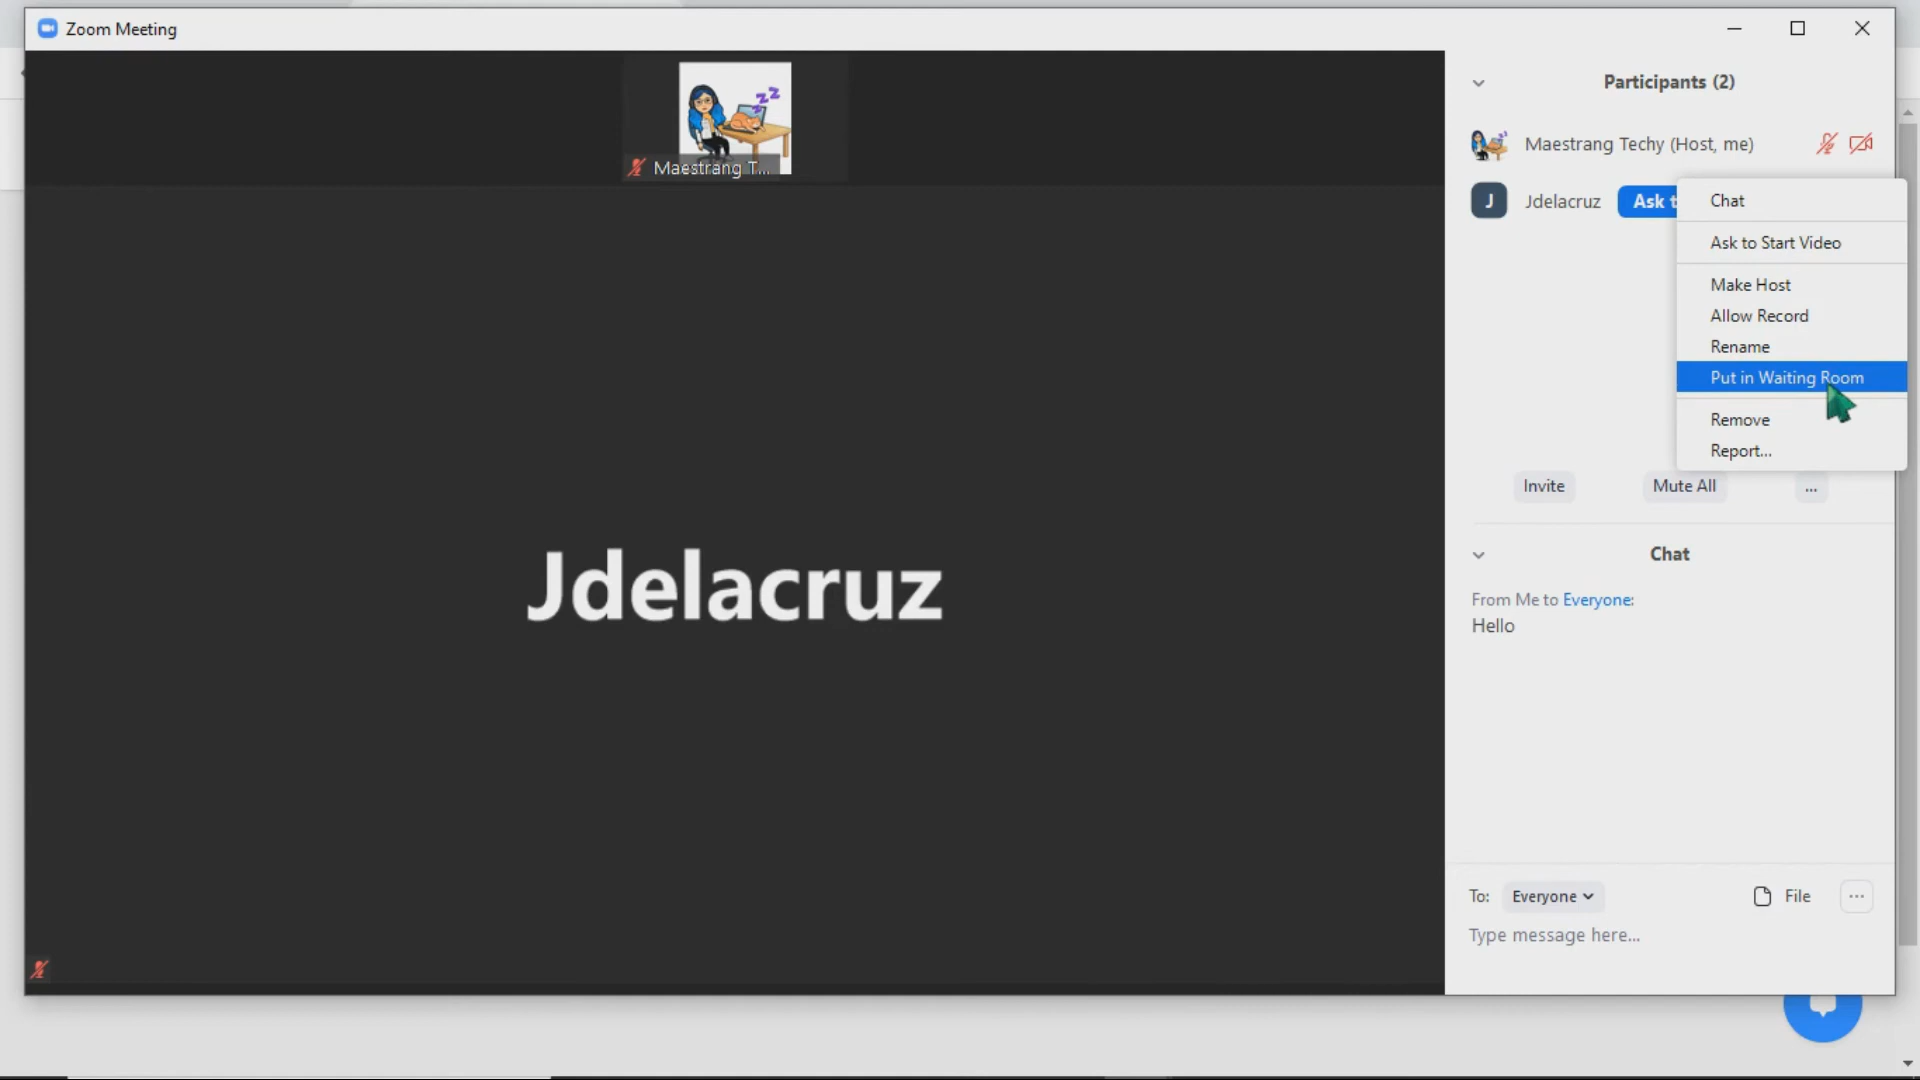 Zoom Meeting
Maestrang T...
Jdelacruz
Participants (2)
Maestrang Techy (Host, me)
J
Jdelacruz
Ask t
Chat
Ask to Start Video
Make Host
Allow Record
Rename
Put in Waiting Room
Remove
Report...
Invite
Mute All
...
Chat
From Me to Everyone:
Hello
To:
Everyone
File
...
Type message here...